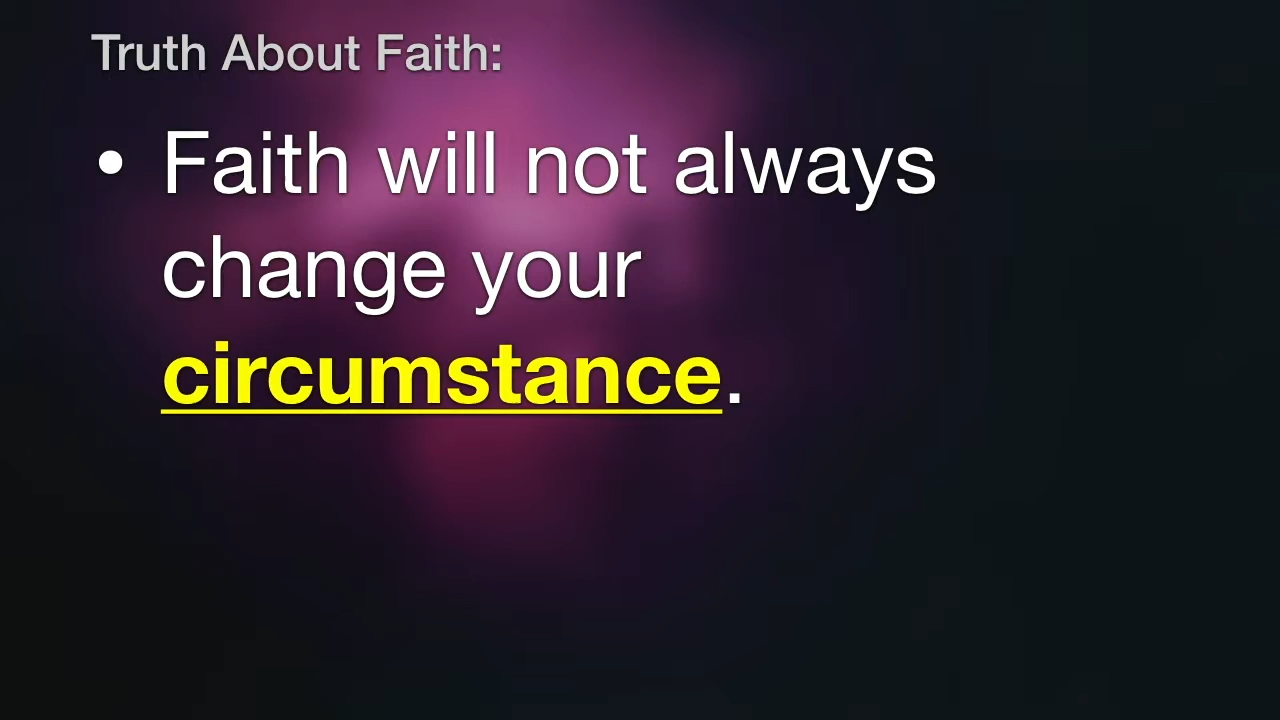 Truth About Faith:
• Faith will not always
change your
circumstance.